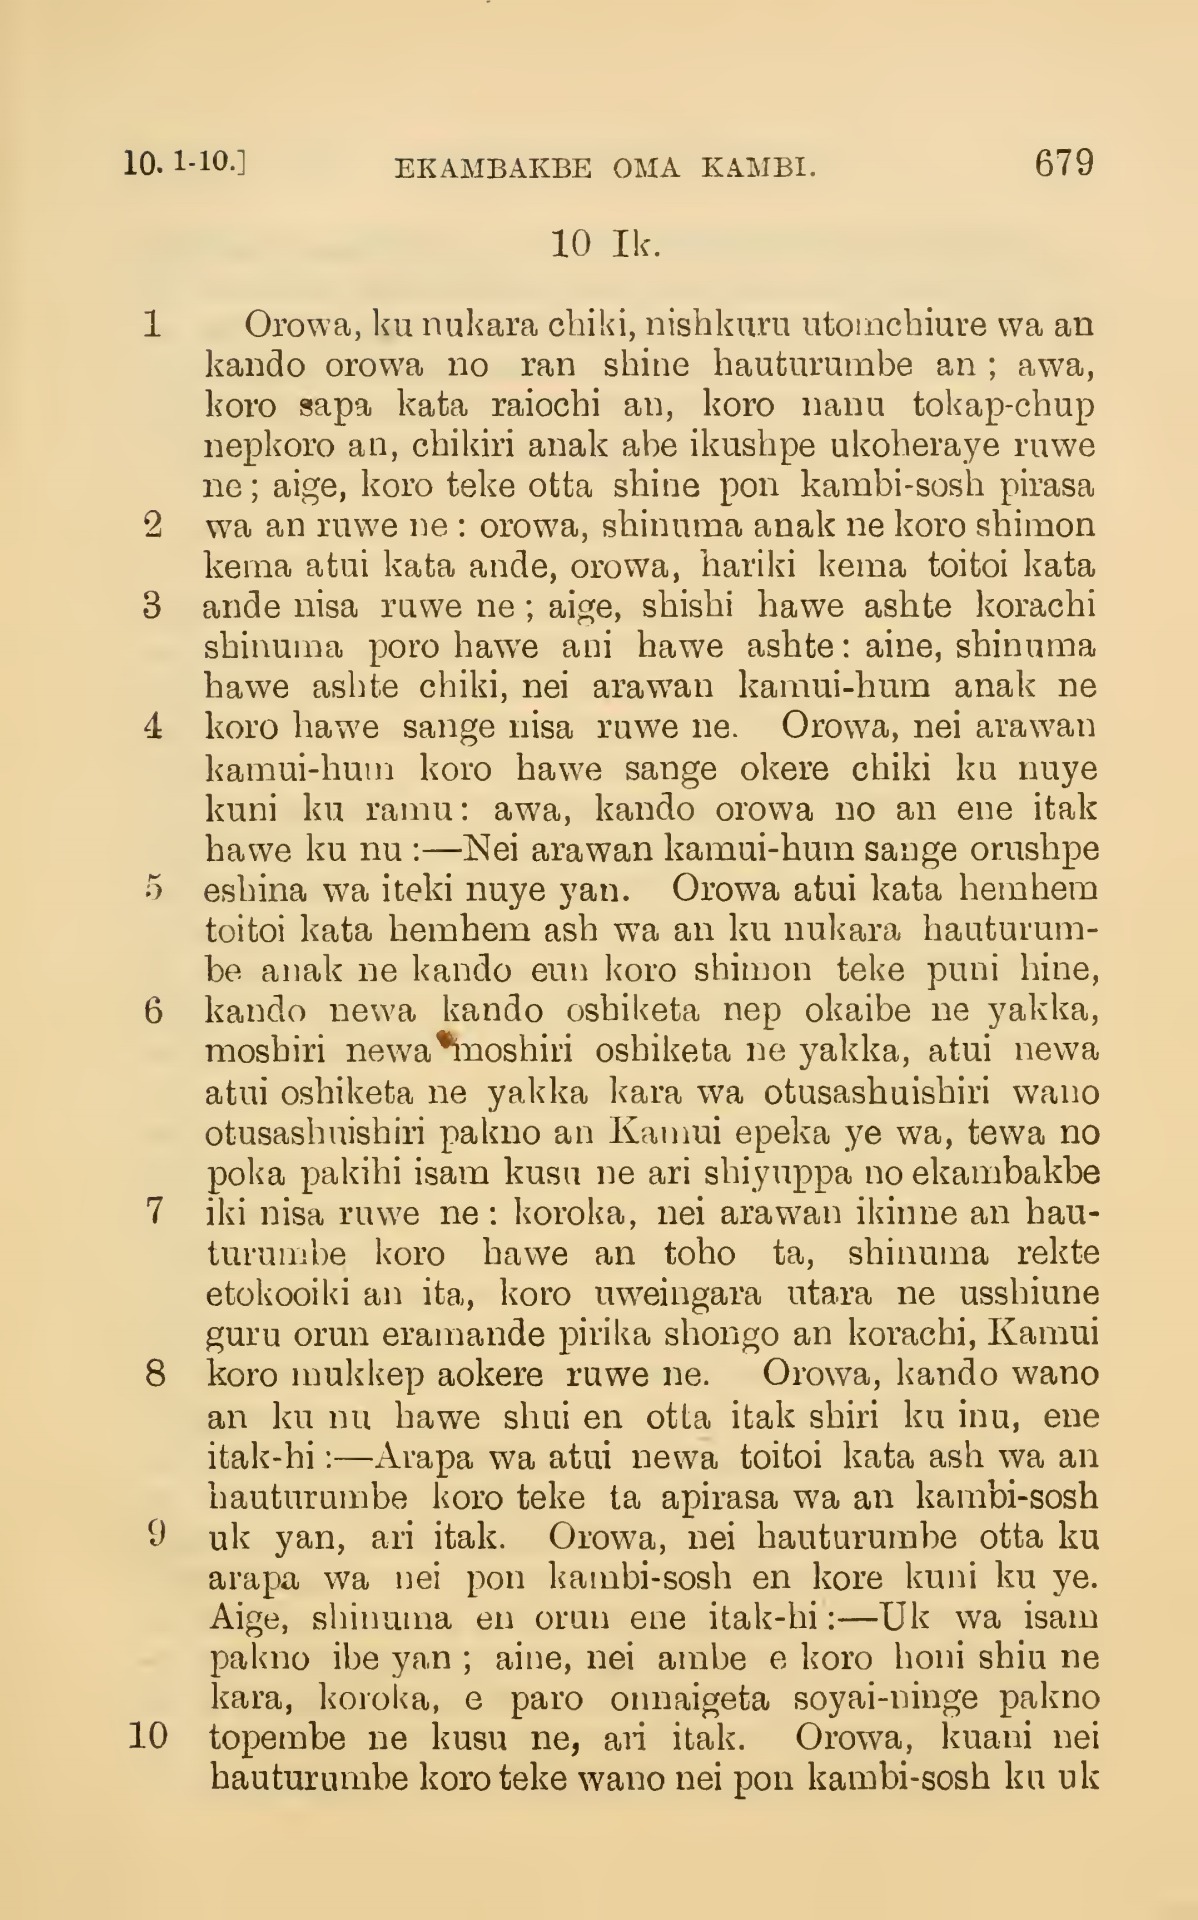 10. 1-10.] EKAMBAKBE OMA KAMBI. 679
10 Ik.
1 Orowa, ku nukara chiki, nishkuru utomchiure wa an
kando orowa no ran shine hauturumbe an ; awa,
koro sapa kata raiochi an, koro nanu tokap-chup
nepkoro an, chikiri anak abe ikushpe ukoheraye ruwe
ne ; aige, koro teke otta shine pon kambi-sosh pirasa
2 wa an ruwe ne : orowa, shinuma anak ne koro shimon
kema atui kata ande, orowa, hariki kema toitoi kata
3 ande nisa ruwe ne ; aige, shishi hawe ashte korachi
shinuma poro hawe ani hawe ashte : aine, shinuma
hawe ashte chiki, nei arawan kamui-hum anak ne
4 koro hawe sange nisa ruwe ne. Orowa, nei arawan
kamui-hum koro hawe sange okere chiki ku nuye
kuni ku ramu : awa, kando orowa no an ene itak
hawe ku nu :—Nei arawan kamui-hum sange orushpe
5 eshina wa iteki nuye yan. Orowa atui kata hemhem
toitoi kata hemhem ash wa an ku nukara hauturum-
be anak ne kando eun koro shimon teke puni hine,
6 kando newa kando oshiketa nep okaibe ne yakka,
moshiri newa moshiri oshiketa ne yakka, atui newa
atui oshiketa ne yakka kara wa otusashuishiri wano
otusashuishiri pakno an Kamui epeka ye wa, tewa no
poka pakihi isam kusu ne ari shiyuppa no ekambakbe
7 iki nisa ruwe ne : koroka, nei arawan ikinne an hau-
turumbe koro hawe an toho ta, shinuma rekte
etokooiki an ita, koro uweingara utara ne usshiune
guru orun eramande pirika shongo an korachi, Kamui
8 koro mukkep aokere ruwe ne. Orowa, kando wano
an ku nu hawe shui en otta itak shiri ku inu, ene
itak-hi :—Arapa wa atui newa toitoi kata ash wa an
hauturumbe koro teke ta apirasa wa an kambi-sosh
9 uk yan, ari itak. Orowa, nei hauturumbe otta ku
arapa wa nei pon kambi-sosh en kore kuni ku ye.
Aige, shinuma en orun ene itak-hi :—Uk wa isam
pakno ibe yan ; aine, nei ambe e koro honi shiu ne
kara, koroka, e paro onnaigeta soyai-ninge pakno
10 topembe ne kusu ne, ari itak. Orowa, kuani nei
hauturumbe koro teke wano nei pon kambi-sosh ku uk